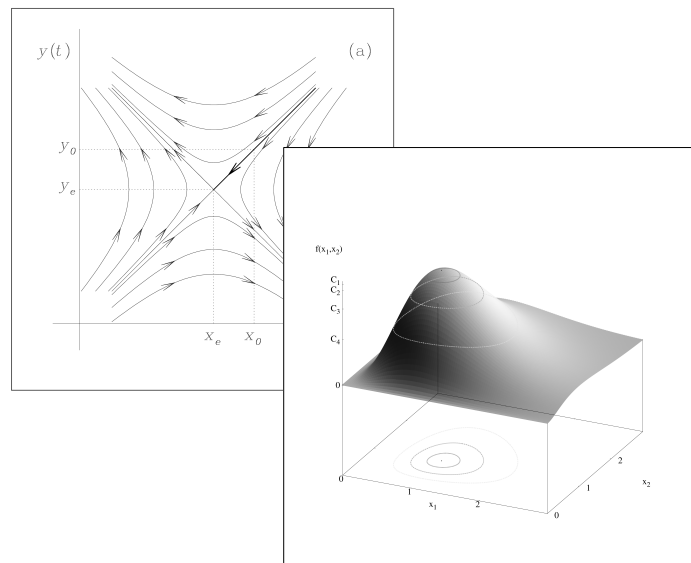 y(t)
(a)
y₀
yₑ
xₑ
x₀
f(x₁,x₂)
C₁
C₂
C₃
C₄
0
0
1
2
x₁
0
1
2
x₂